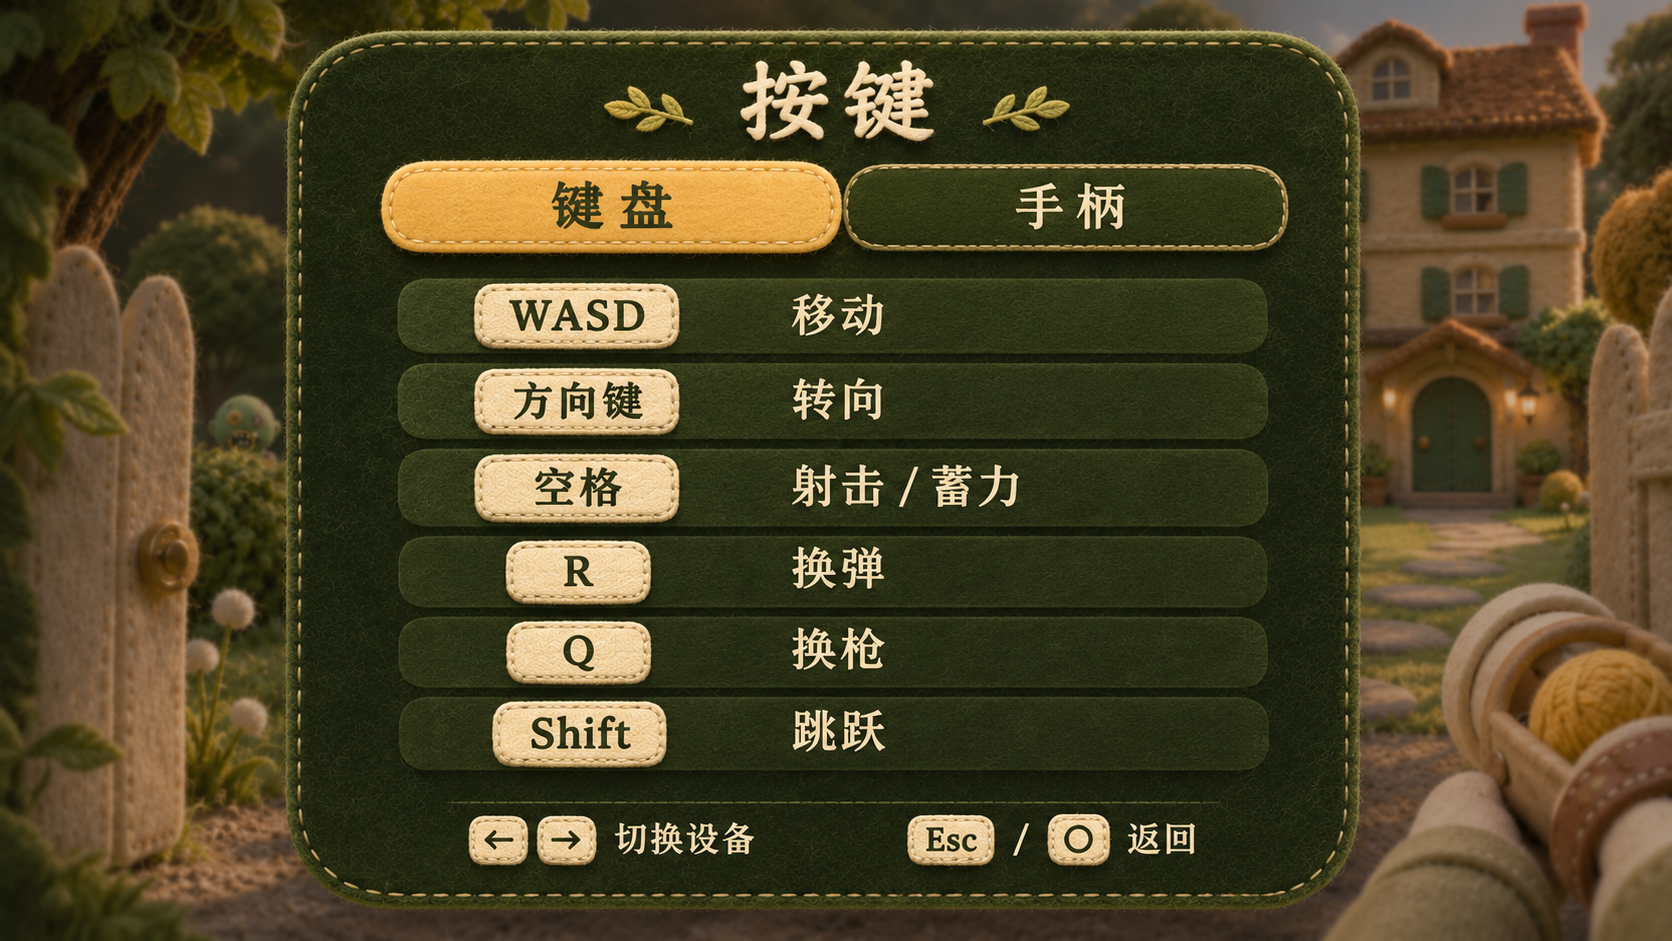 按键
键盘 手柄
WASD 移动
方向键 转向
空格 射击 / 蓄力
R 换弹
Q 换枪
Shift 跳跃
← → 切换设备 Esc / ○ 返回